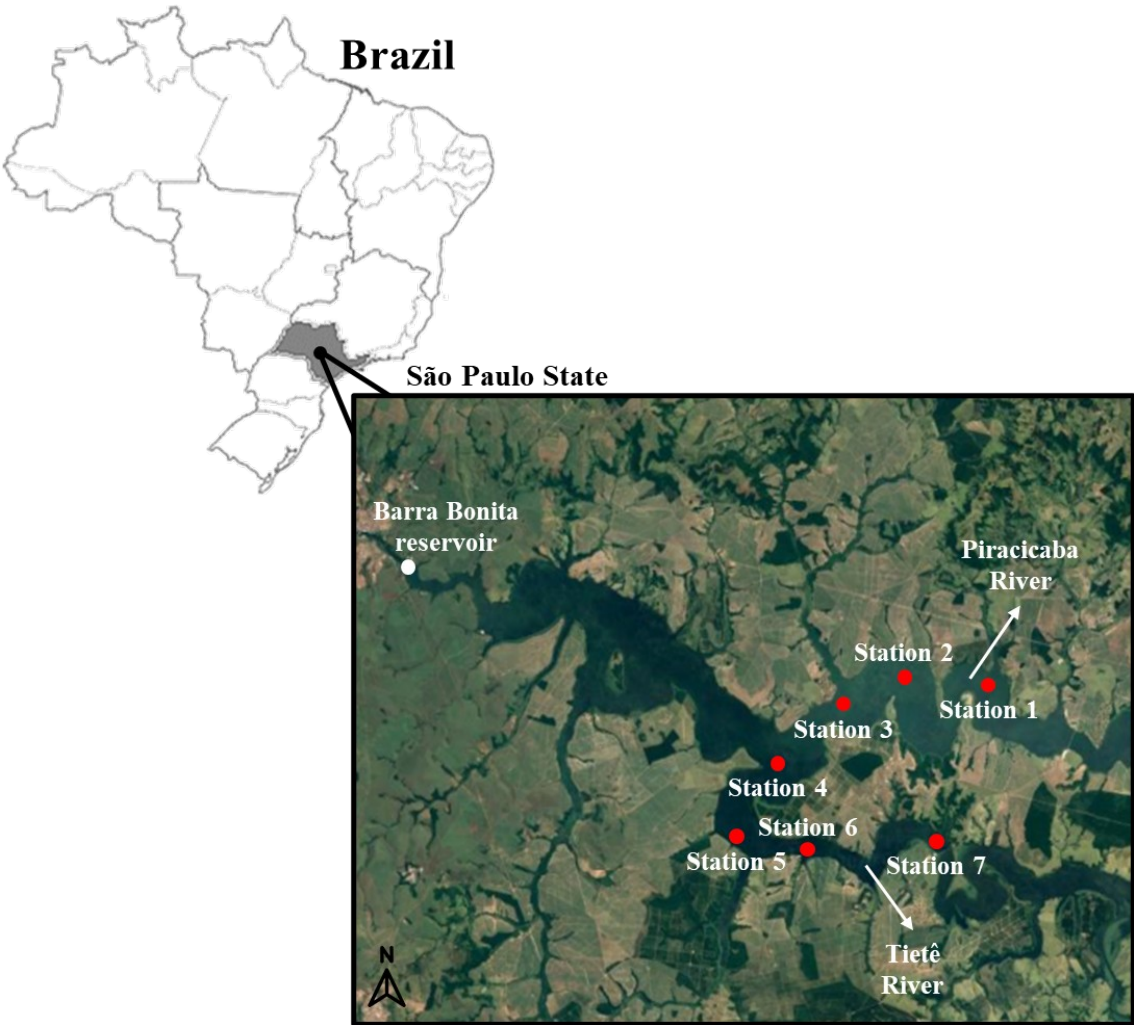 Brazil
São Paulo State
Barra Bonita
reservoir
Piracicaba
River
Station 2
Station 1
Station 3
Station 4
Station 6
Station 5
Station 7
Tietê
River
N